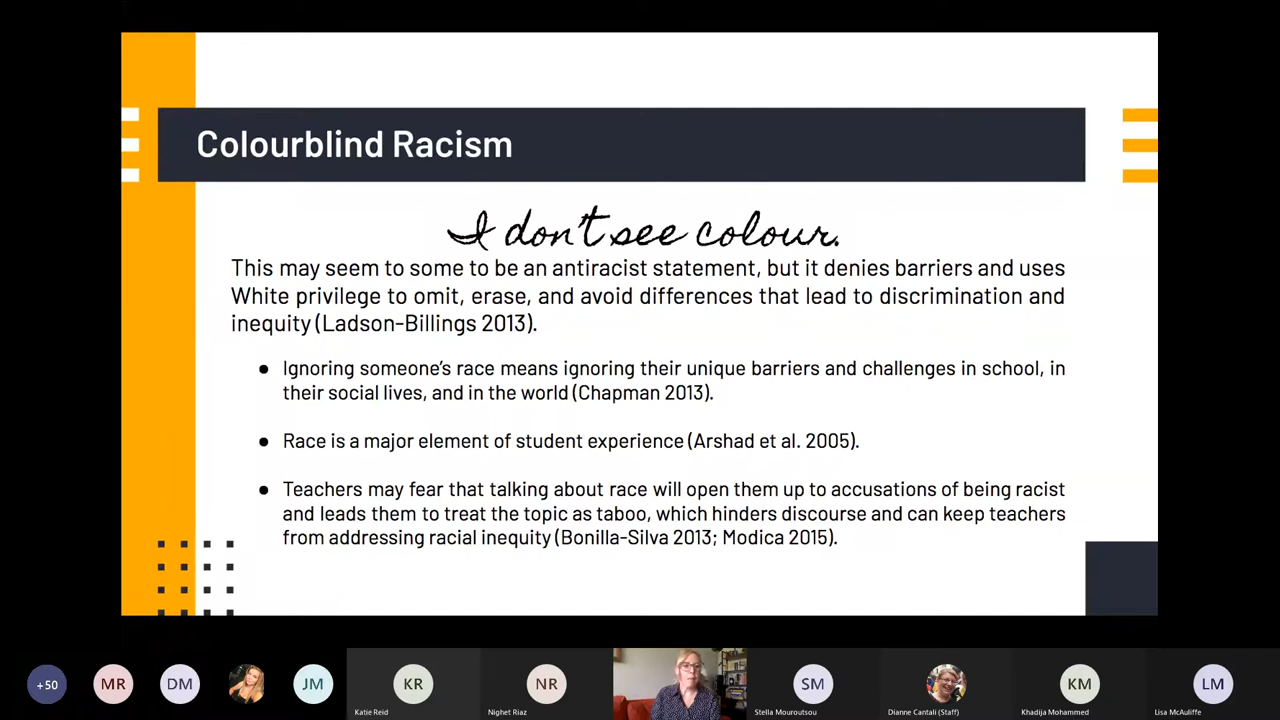 Colourblind Racism
I don't see colour.
This may seem to some to be an antiracist statement, but it denies barriers and uses
White privilege to omit, erase, and avoid differences that lead to discrimination and
inequity (Ladson-Billings 2013).
● Ignoring someone's race means ignoring their unique barriers and challenges in school, in
their social lives, and in the world (Chapman 2013).
● Race is a major element of student experience (Arshad et al. 2005).
● Teachers may fear that talking about race will open them up to accusations of being racist
and leads them to treat the topic as taboo, which hinders discourse and can keep teachers
from addressing racial inequity (Bonilla-Silva 2013; Modica 2015).
+50 MR DM JM KR NR SM KM LM
Katie Reid Nighet Riaz Stella Mouroutsou Dianne Cantali (Staff) Khadija Mohammed Lisa McAuliffe